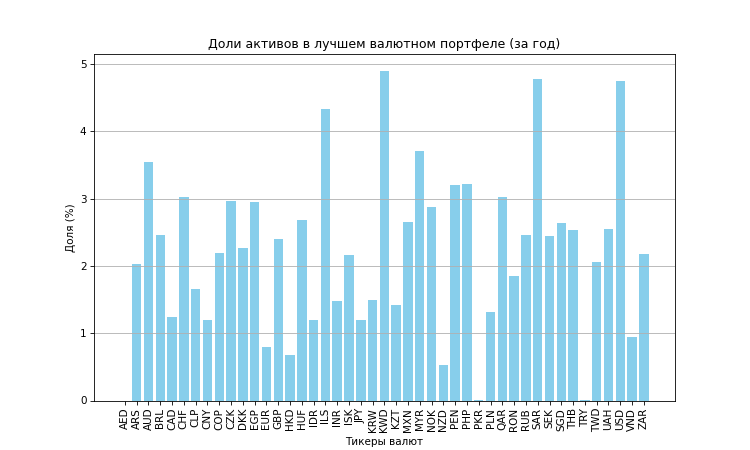 Доли активов в лучшем валютном портфеле (за год)
Доля (%)
5
4
3
2
1
0
AED ARS AUD BRL CAD CHF CLP CNY COP CZK DKK EGP EUR GBP HKD HUF IDR ILS INR ISK JPY KRW KWD KZT MXN MYR NOK NZD PEN PHP PKR PLN QAR RON RUB SAR SEK SGD THB TRY TWD UAH USD VND ZAR
Тикеры валют